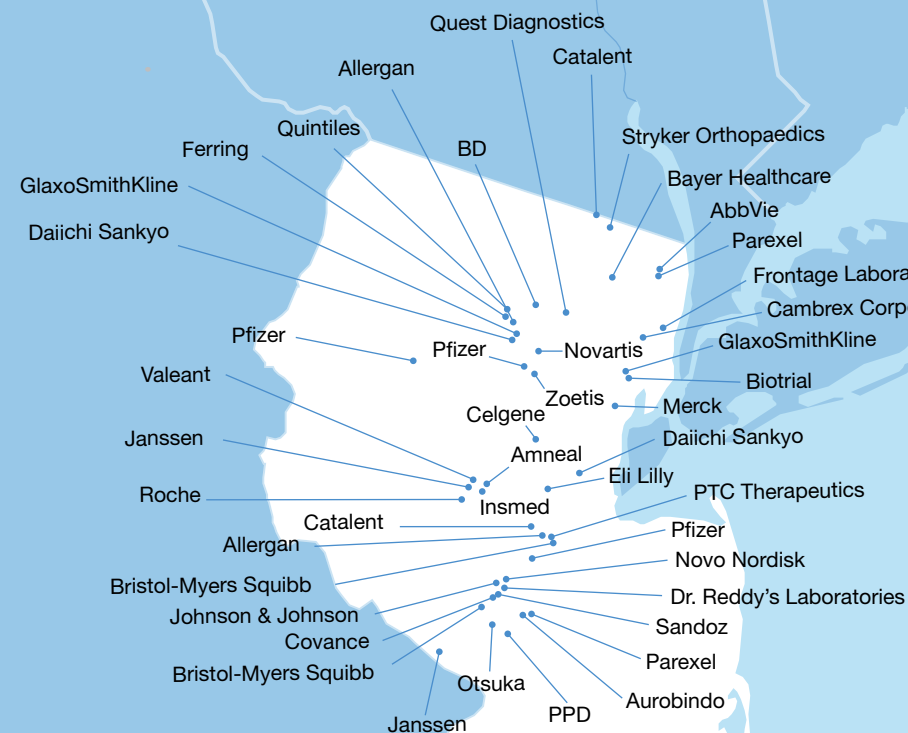 Quest Diagnostics
Catalent
Allergan
Quintiles
Stryker Orthopaedics
Ferring
BD
Bayer Healthcare
GlaxoSmithKline
AbbVie
Daiichi Sankyo
Parexel
Frontage Labora
Cambrex Corp
Pfizer
GlaxoSmithKline
Pfizer
Novartis
Valeant
Biotrial
Zoetis
Merck
Celgene
Janssen
Daiichi Sankyo
Amneal
Eli Lilly
Roche
PTC Therapeutics
Insmed
Catalent
Pfizer
Allergan
Novo Nordisk
Bristol-Myers Squibb
Dr. Reddy’s Laboratories
Johnson & Johnson
Sandoz
Covance
Parexel
Bristol-Myers Squibb
Otsuka
Aurobindo
PPD
Janssen